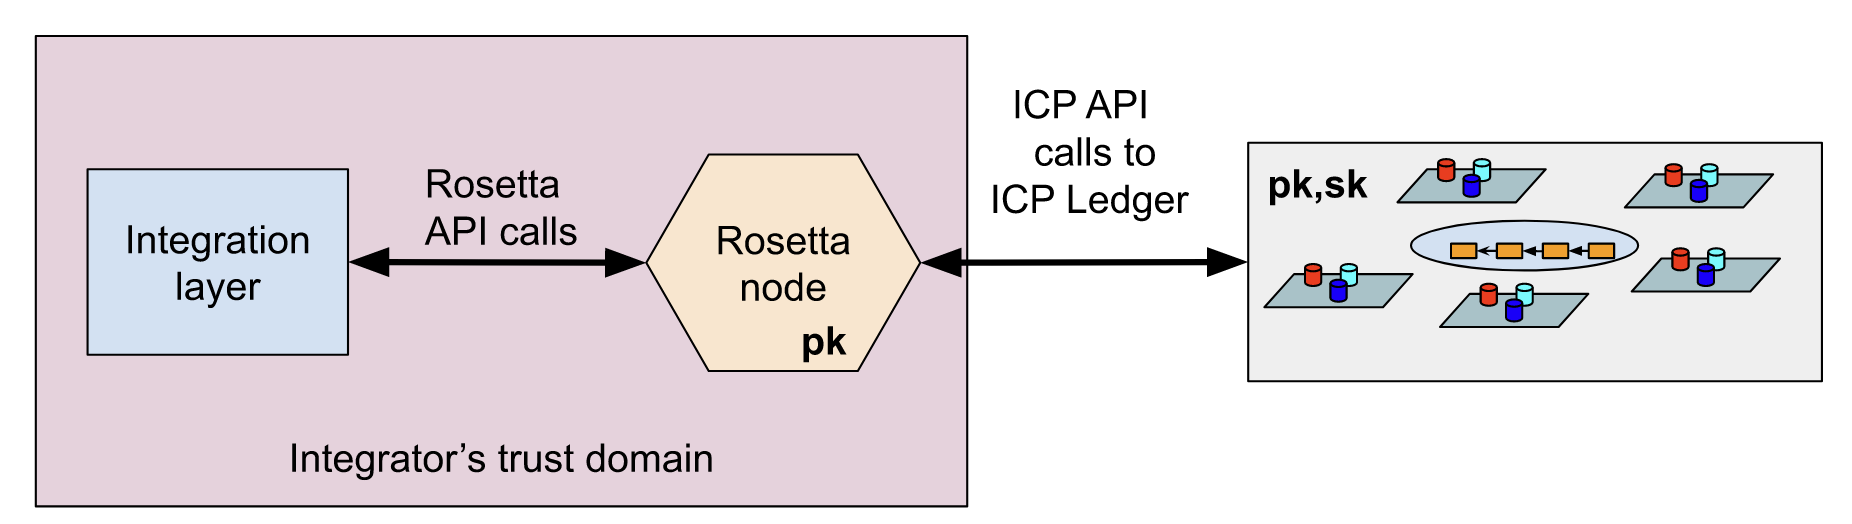 Integration
layer
Rosetta
API calls
Rosetta
node
pk
Integrator’s trust domain
ICP API
calls to
ICP Ledger
pk,sk